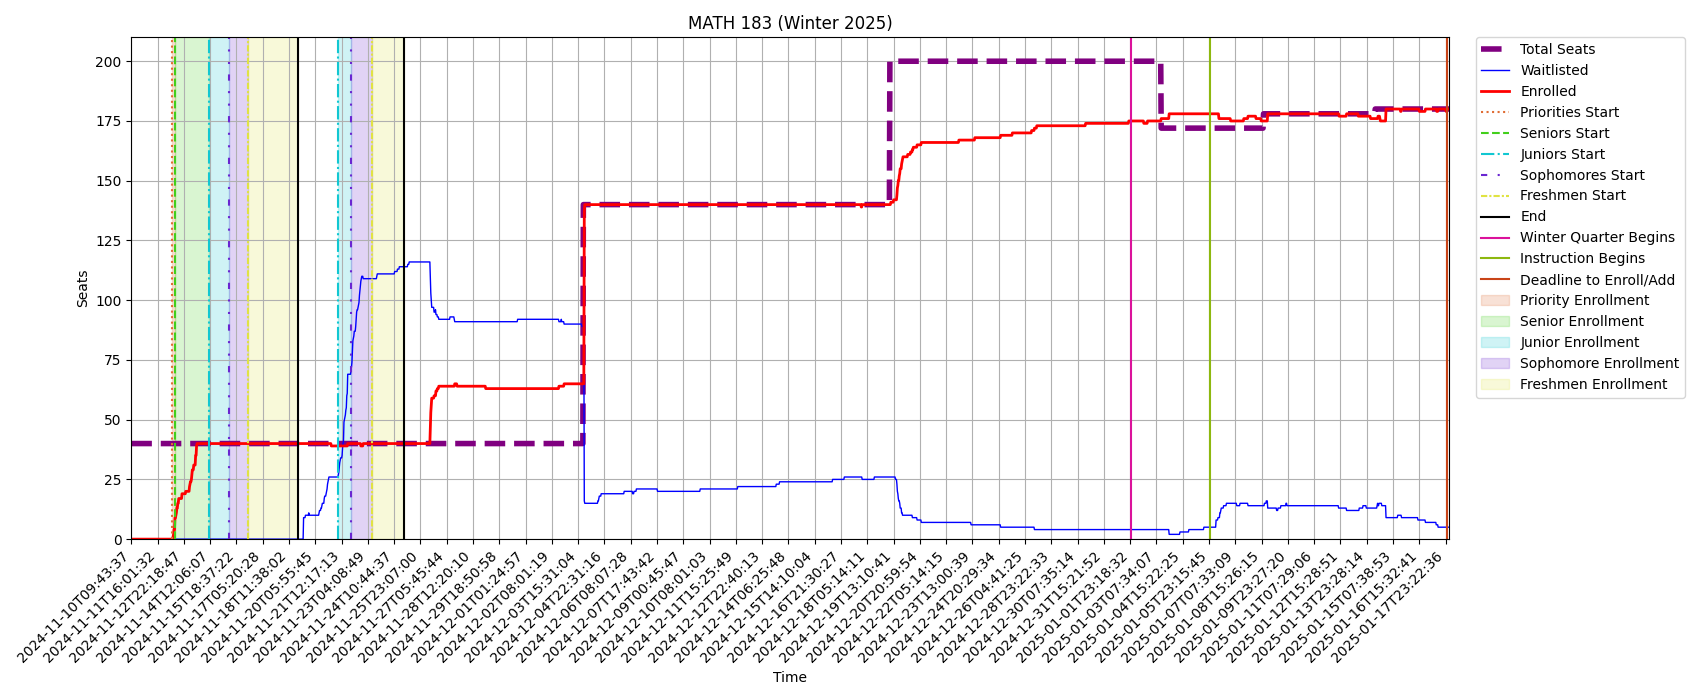 MATH 183 (Winter 2025)
Seats
200
175
150
125
100
75
50
25
0
2024-11-10T09:43:37
2024-11-11T16:01:32
2024-11-12T22:18:47
2024-11-14T12:06:07
2024-11-15T18:37:22
2024-11-17T05:20:28
2024-11-18T11:38:02
2024-11-20T05:55:45
2024-11-21T12:17:13
2024-11-23T04:08:49
2024-11-24T10:44:37
2024-11-25T23:07:00
2024-11-27T05:45:44
2024-11-28T12:20:10
2024-11-29T18:50:58
2024-12-01T01:24:57
2024-12-02T08:01:19
2024-12-03T15:31:04
2024-12-04T22:31:16
2024-12-06T08:07:28
2024-12-07T17:43:42
2024-12-09T00:45:47
2024-12-10T08:01:03
2024-12-11T15:25:49
2024-12-12T22:40:13
2024-12-14T06:25:48
2024-12-15T14:10:04
2024-12-16T21:30:27
2024-12-18T05:14:11
2024-12-19T13:10:41
2024-12-20T20:59:54
2024-12-22T05:14:15
2024-12-23T13:00:39
2024-12-24T20:29:34
2024-12-26T04:41:25
2024-12-28T23:22:33
2024-12-30T07:35:14
2024-12-31T15:21:52
2025-01-01T23:18:32
2025-01-03T07:34:07
2025-01-04T15:22:25
2025-01-05T23:15:45
2025-01-07T07:33:09
2025-01-08T15:26:15
2025-01-09T23:27:20
2025-01-11T07:29:06
2025-01-12T15:28:51
2025-01-13T23:28:14
2025-01-15T07:38:53
2025-01-16T15:32:41
2025-01-17T23:22:36
Time
Total Seats
Waitlisted
Enrolled
Priorities Start
Seniors Start
Juniors Start
Sophomores Start
Freshmen Start
End
Winter Quarter Begins
Instruction Begins
Deadline to Enroll/Add
Priority Enrollment
Senior Enrollment
Junior Enrollment
Sophomore Enrollment
Freshmen Enrollment